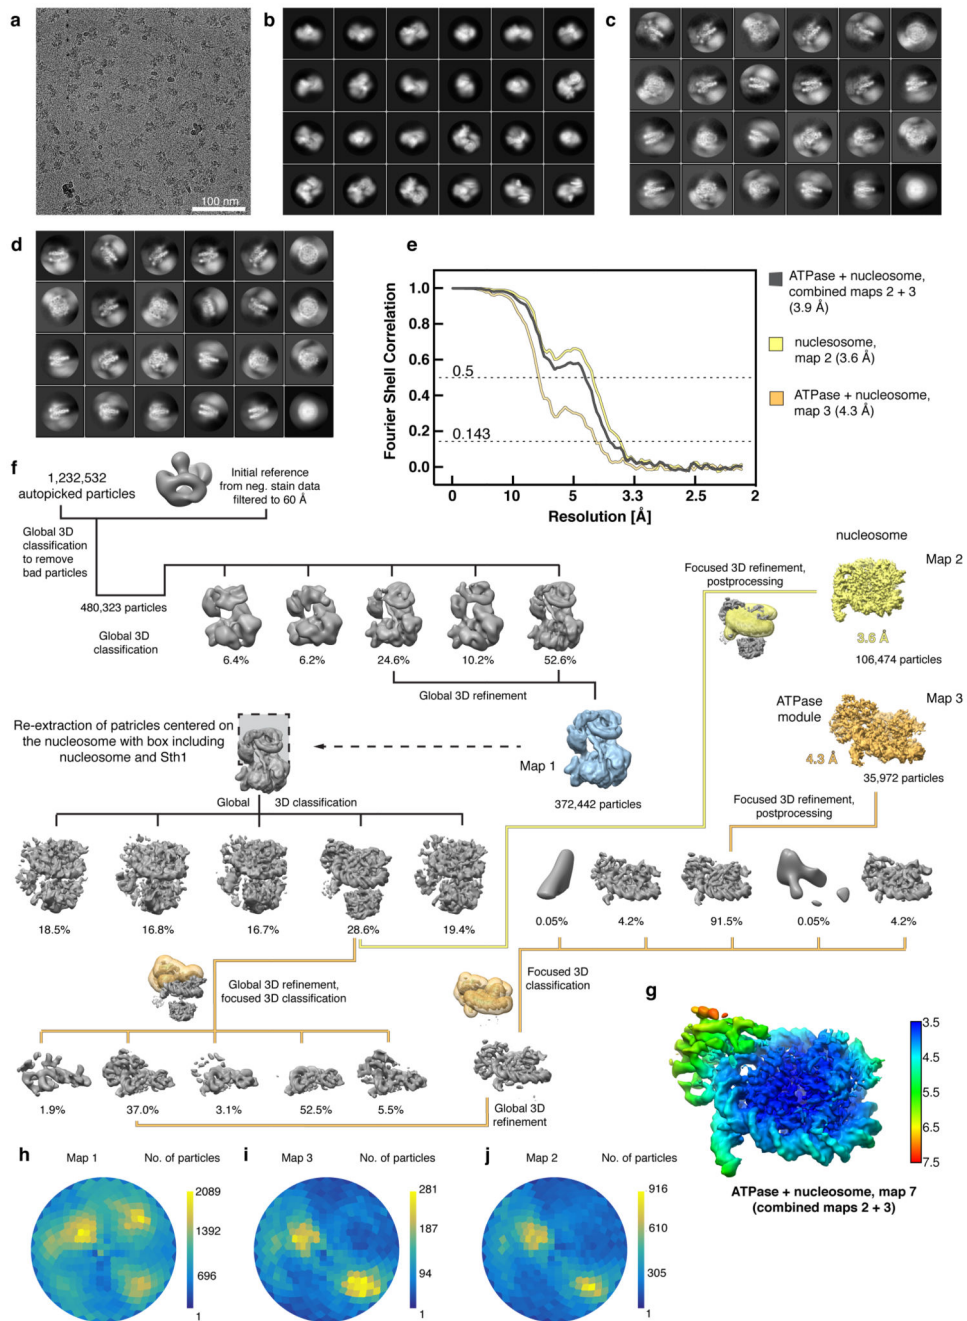 a
100 nm
b
c
d
e
Fourier Shell Correlation
1.0
0.8
0.6
0.4
0.2
0.0
0.5
0.143
0
10
5
3.3
2.5
2
Resolution [Å]
ATPase + nucleosome,
combined maps 2 + 3
(3.9 Å)
nuclesosome,
map 2 (3.6 Å)
ATPase + nucleosome,
map 3 (4.3 Å)
f
1,232,532
autopicked particles
Initial reference
from neg. stain data
filtered to 60 Å
Global 3D
classification
to remove
bad particles
480,323 particles
Global 3D
classification
6.4%
6.2%
24.6%
10.2%
52.6%
Global 3D refinement
Map 1
372,442 particles
Re-extraction of patricles centered on
the nucleosome with box including
nucleosome and Sth1
Global 3D classification
18.5%
16.8%
16.7%
28.6%
19.4%
Focused 3D refinement,
postprocessing
nucleosome
Map 2
3.6 Å
106,474 particles
ATPase
module
Map 3
4.3 Å
35,972 particles
Focused 3D refinement,
postprocessing
0.05%
4.2%
91.5%
0.05%
4.2%
Focused 3D
classification
Global 3D refinement,
focused 3D classification
1.9%
37.0%
3.1%
52.5%
5.5%
Global 3D
refinement
g
3.5
4.5
5.5
6.5
7.5
ATPase + nucleosome, map 7
(combined maps 2 + 3)
h
Map 1
No. of particles
2089
1392
696
1
i
Map 3
No. of particles
281
187
94
1
j
Map 2
No. of particles
916
610
305
1